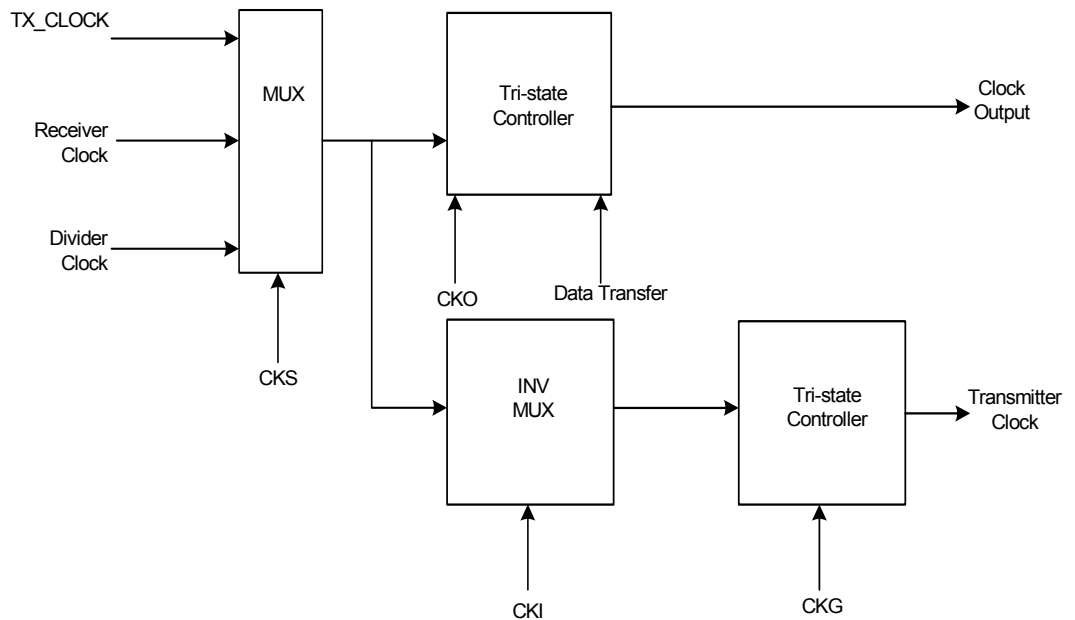 TX_CLOCK
MUX
Tri-state
Controller
Clock
Output
Receiver
Clock
Divider
Clock
CKO
Data Transfer
CKS
INV
MUX
Tri-state
Controller
Transmitter
Clock
CKI
CKG